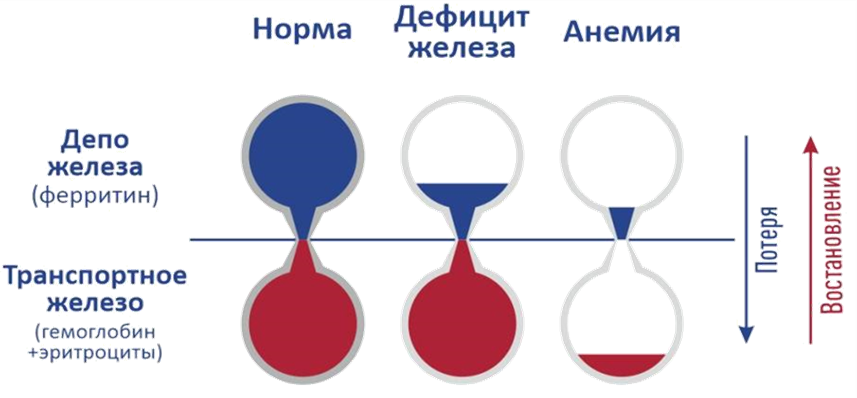 Норма
Дефицит
железа
Анемия
Депо
железа
(ферритин)
Транспортное
железо
(гемоглобин
+эритроциты)
Потеря
Востановление